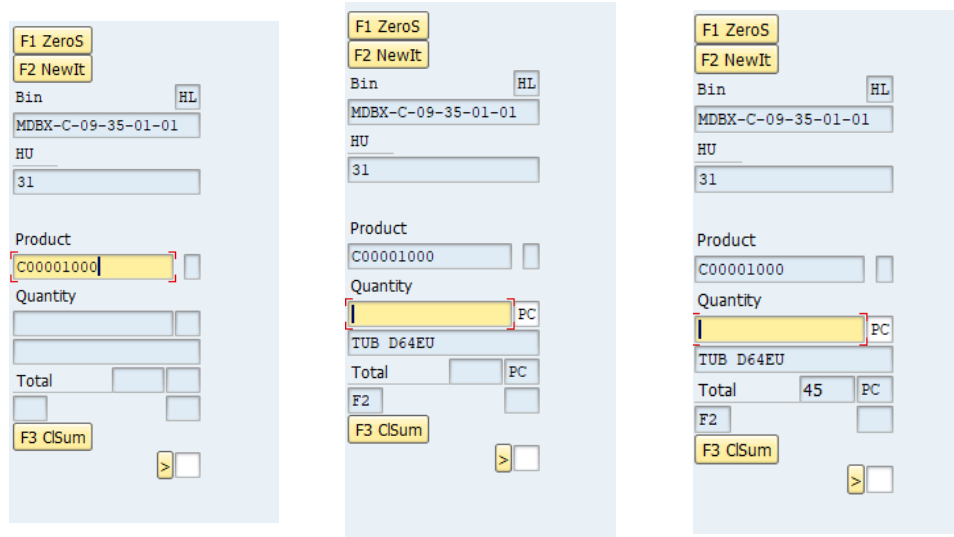 F1 ZeroS
F2 NewIt
Bin HL
MDBX-C-09-35-01-01
HU
31
Product
C00001000
Quantity
Total
F3 ClSum
>
F1 ZeroS
F2 NewIt
Bin HL
MDBX-C-09-35-01-01
HU
31
Product
C00001000
Quantity
PC
TUB D64EU
Total PC
F2
F3 ClSum
>
F1 ZeroS
F2 NewIt
Bin HL
MDBX-C-09-35-01-01
HU
31
Product
C00001000
Quantity
PC
TUB D64EU
Total 45 PC
F2
F3 ClSum
>